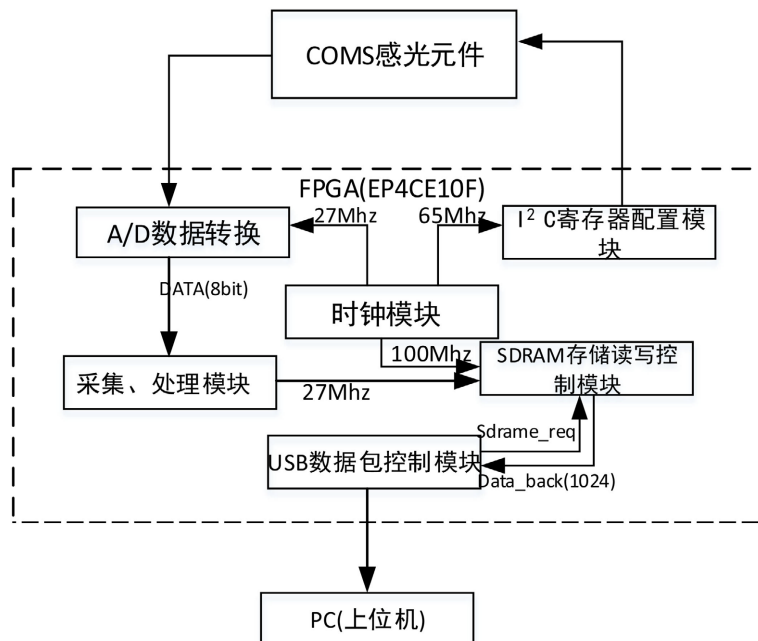 COMS感光元件
FPGA(EP4CE10F)
27Mhz
65Mhz
A/D数据转换
I² C寄存器配置模
块
DATA(8bit)
时钟模块
100Mhz
SDRAM存储读写控
制模块
采集、处理模块
27Mhz
Sdrame_req
USB数据包控制模块
Data_back(1024)
PC(上位机)